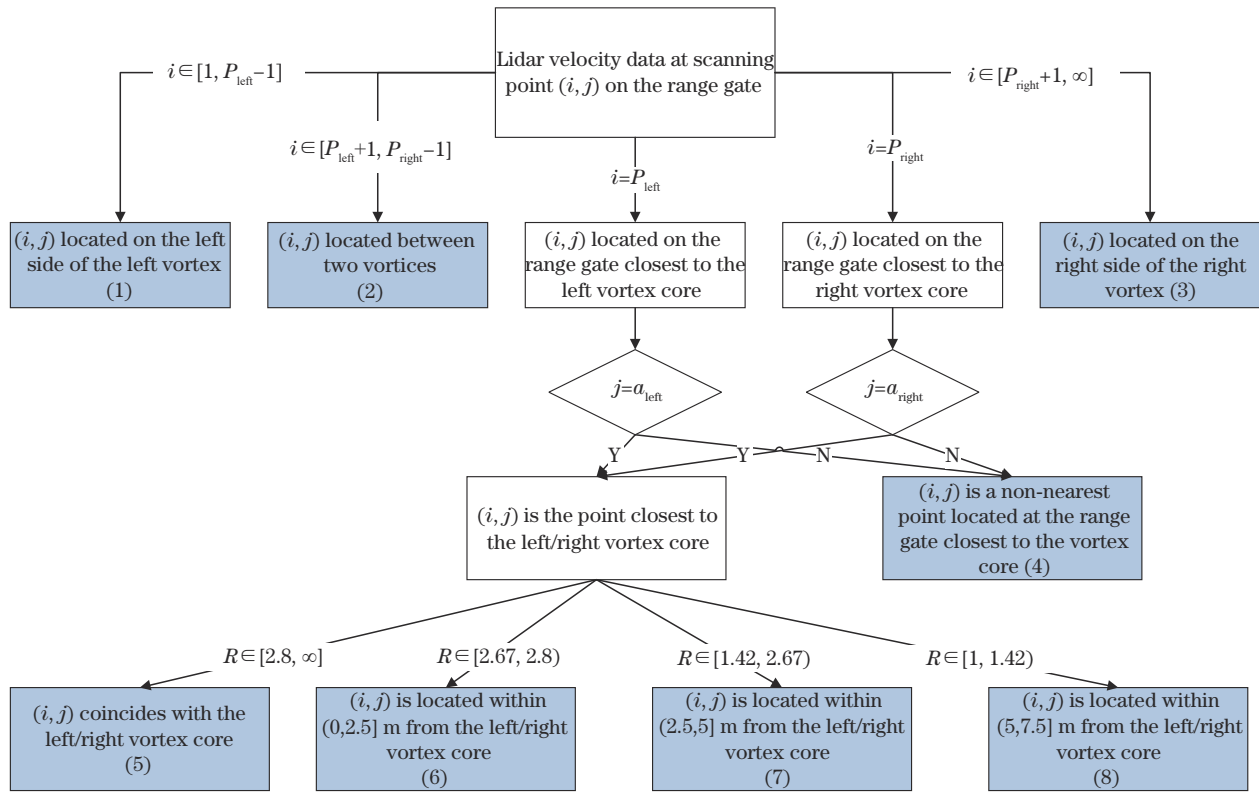 Lidar velocity data at scanning
point (i, j) on the range gate
i∈[1, P_left−1]
i∈[P_right+1, ∞]
i∈[P_left+1, P_right−1]
i=P_left
i=P_right
(i, j) located on the left
side of the left vortex
(1)
(i, j) located between
two vortices
(2)
(i, j) located on the
range gate closest to the
left vortex core
(i, j) located on the
range gate closest to the
right vortex core
(i, j) located on the
right side of the right
vortex (3)
j=a_left
j=a_right
Y
Y
N
N
(i, j) is the point closest to
the left/right vortex core
(i, j) is a non-nearest
point located at the range
gate closest to the vortex
core (4)
R∈[2.8, ∞]
R∈[2.67, 2.8)
R∈[1.42, 2.67)
R∈[1, 1.42)
(i, j) coincides with the
left/right vortex core
(5)
(i, j) is located within
(0,2.5] m from the left/right
vortex core
(6)
(i, j) is located within
(2.5,5] m from the left/right
vortex core
(7)
(i, j) is located within
(5,7.5] m from the left/right
vortex core
(8)